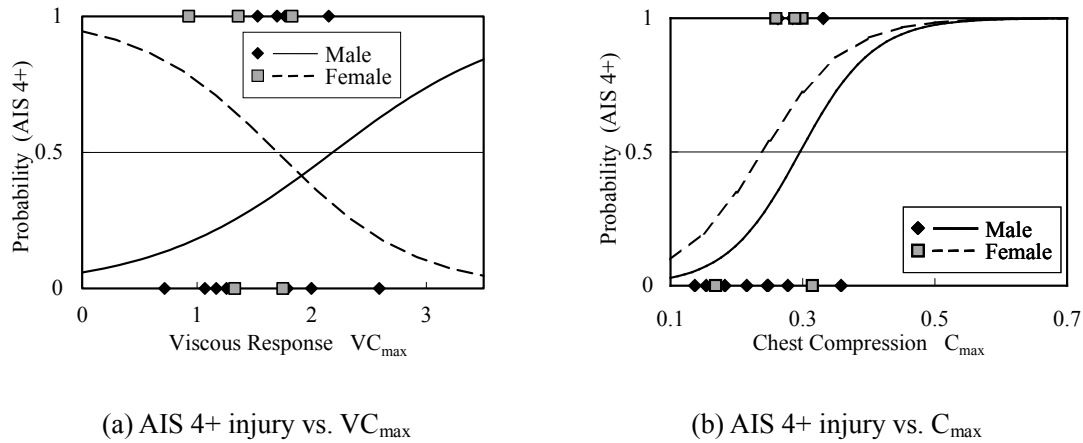 1
0.5
0
Probability (AIS 4+)
Male
Female
0 1 2 3
Viscous Response VCmax
(a) AIS 4+ injury vs. VCmax
1
0.5
0
Probability (AIS 4+)
Male
Female
0.1 0.3 0.5 0.7
Chest Compression Cmax
(b) AIS 4+ injury vs. Cmax